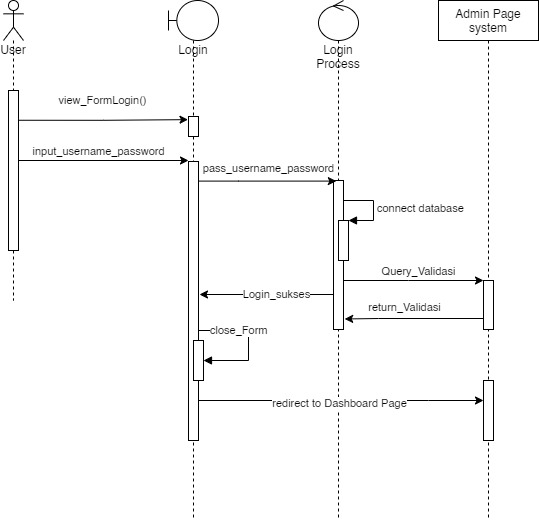 User
Login
Login
Process
Admin Page
system
view_FormLogin()
input_username_password
pass_username_password
connect database
Query_Validasi
Login_sukses
return_Validasi
close_Form
redirect to Dashboard Page